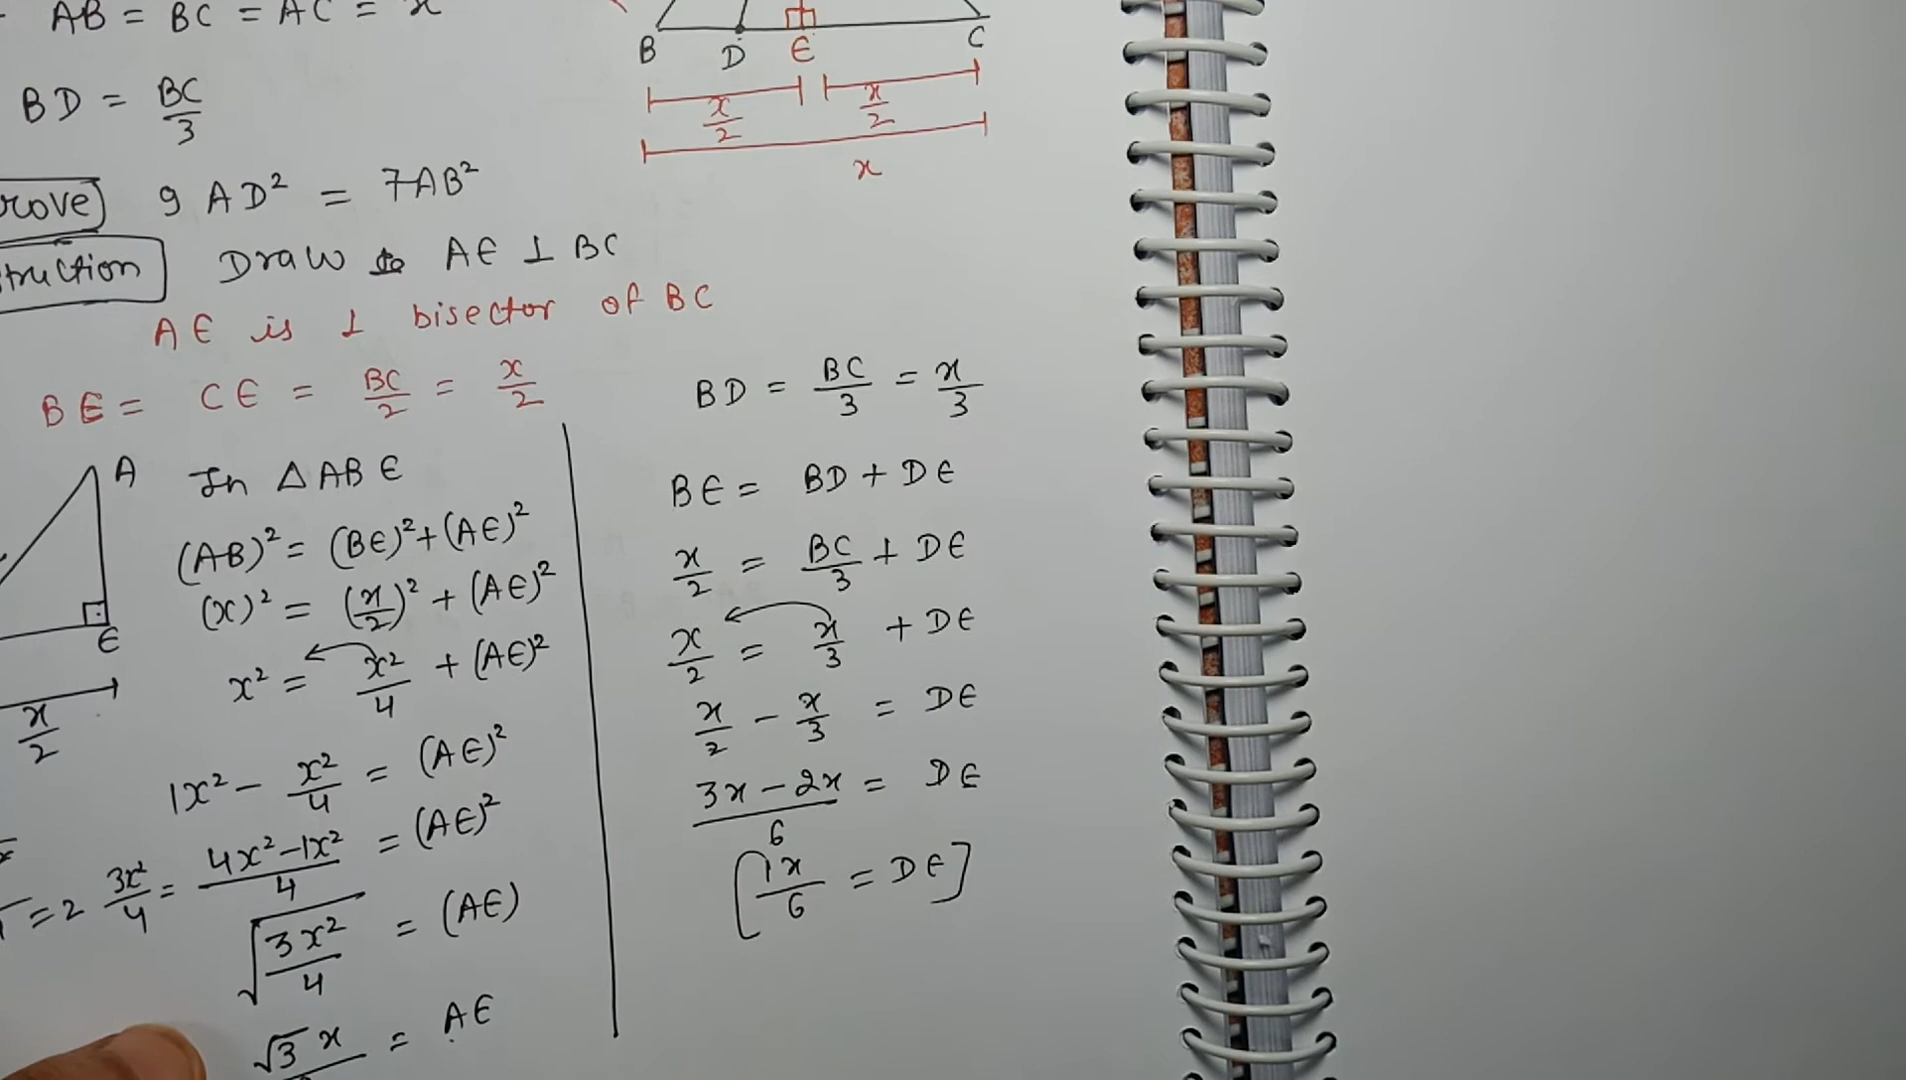 AB = BC = AC = x
B D E C
BD = BC/3
x/2 x/2
x
rove) 9 AD² = 7AB²
truction Draw AE ⊥ BC
AE is ⊥ bisector of BC
BE = CE = BC/2 = x/2
A
E
x/2
In △ABE
(AB)² = (BE)² + (AE)²
(x)² = (x/2)² + (AE)²
x² = x²/4 + (AE)²
1x² - x²/4 = (AE)²
=2 3x²/4 = 4x²-1x²/4 = (AE)²
√3x²/4 = (AE)
√3 x = AE
BD = BC/3 = x/3
BE = BD + DE
x/2 = BC/3 + DE
x/2 = x/3 + DE
x/2 - x/3 = DE
3x-2x/6 = DE
[1x/6 = DE]